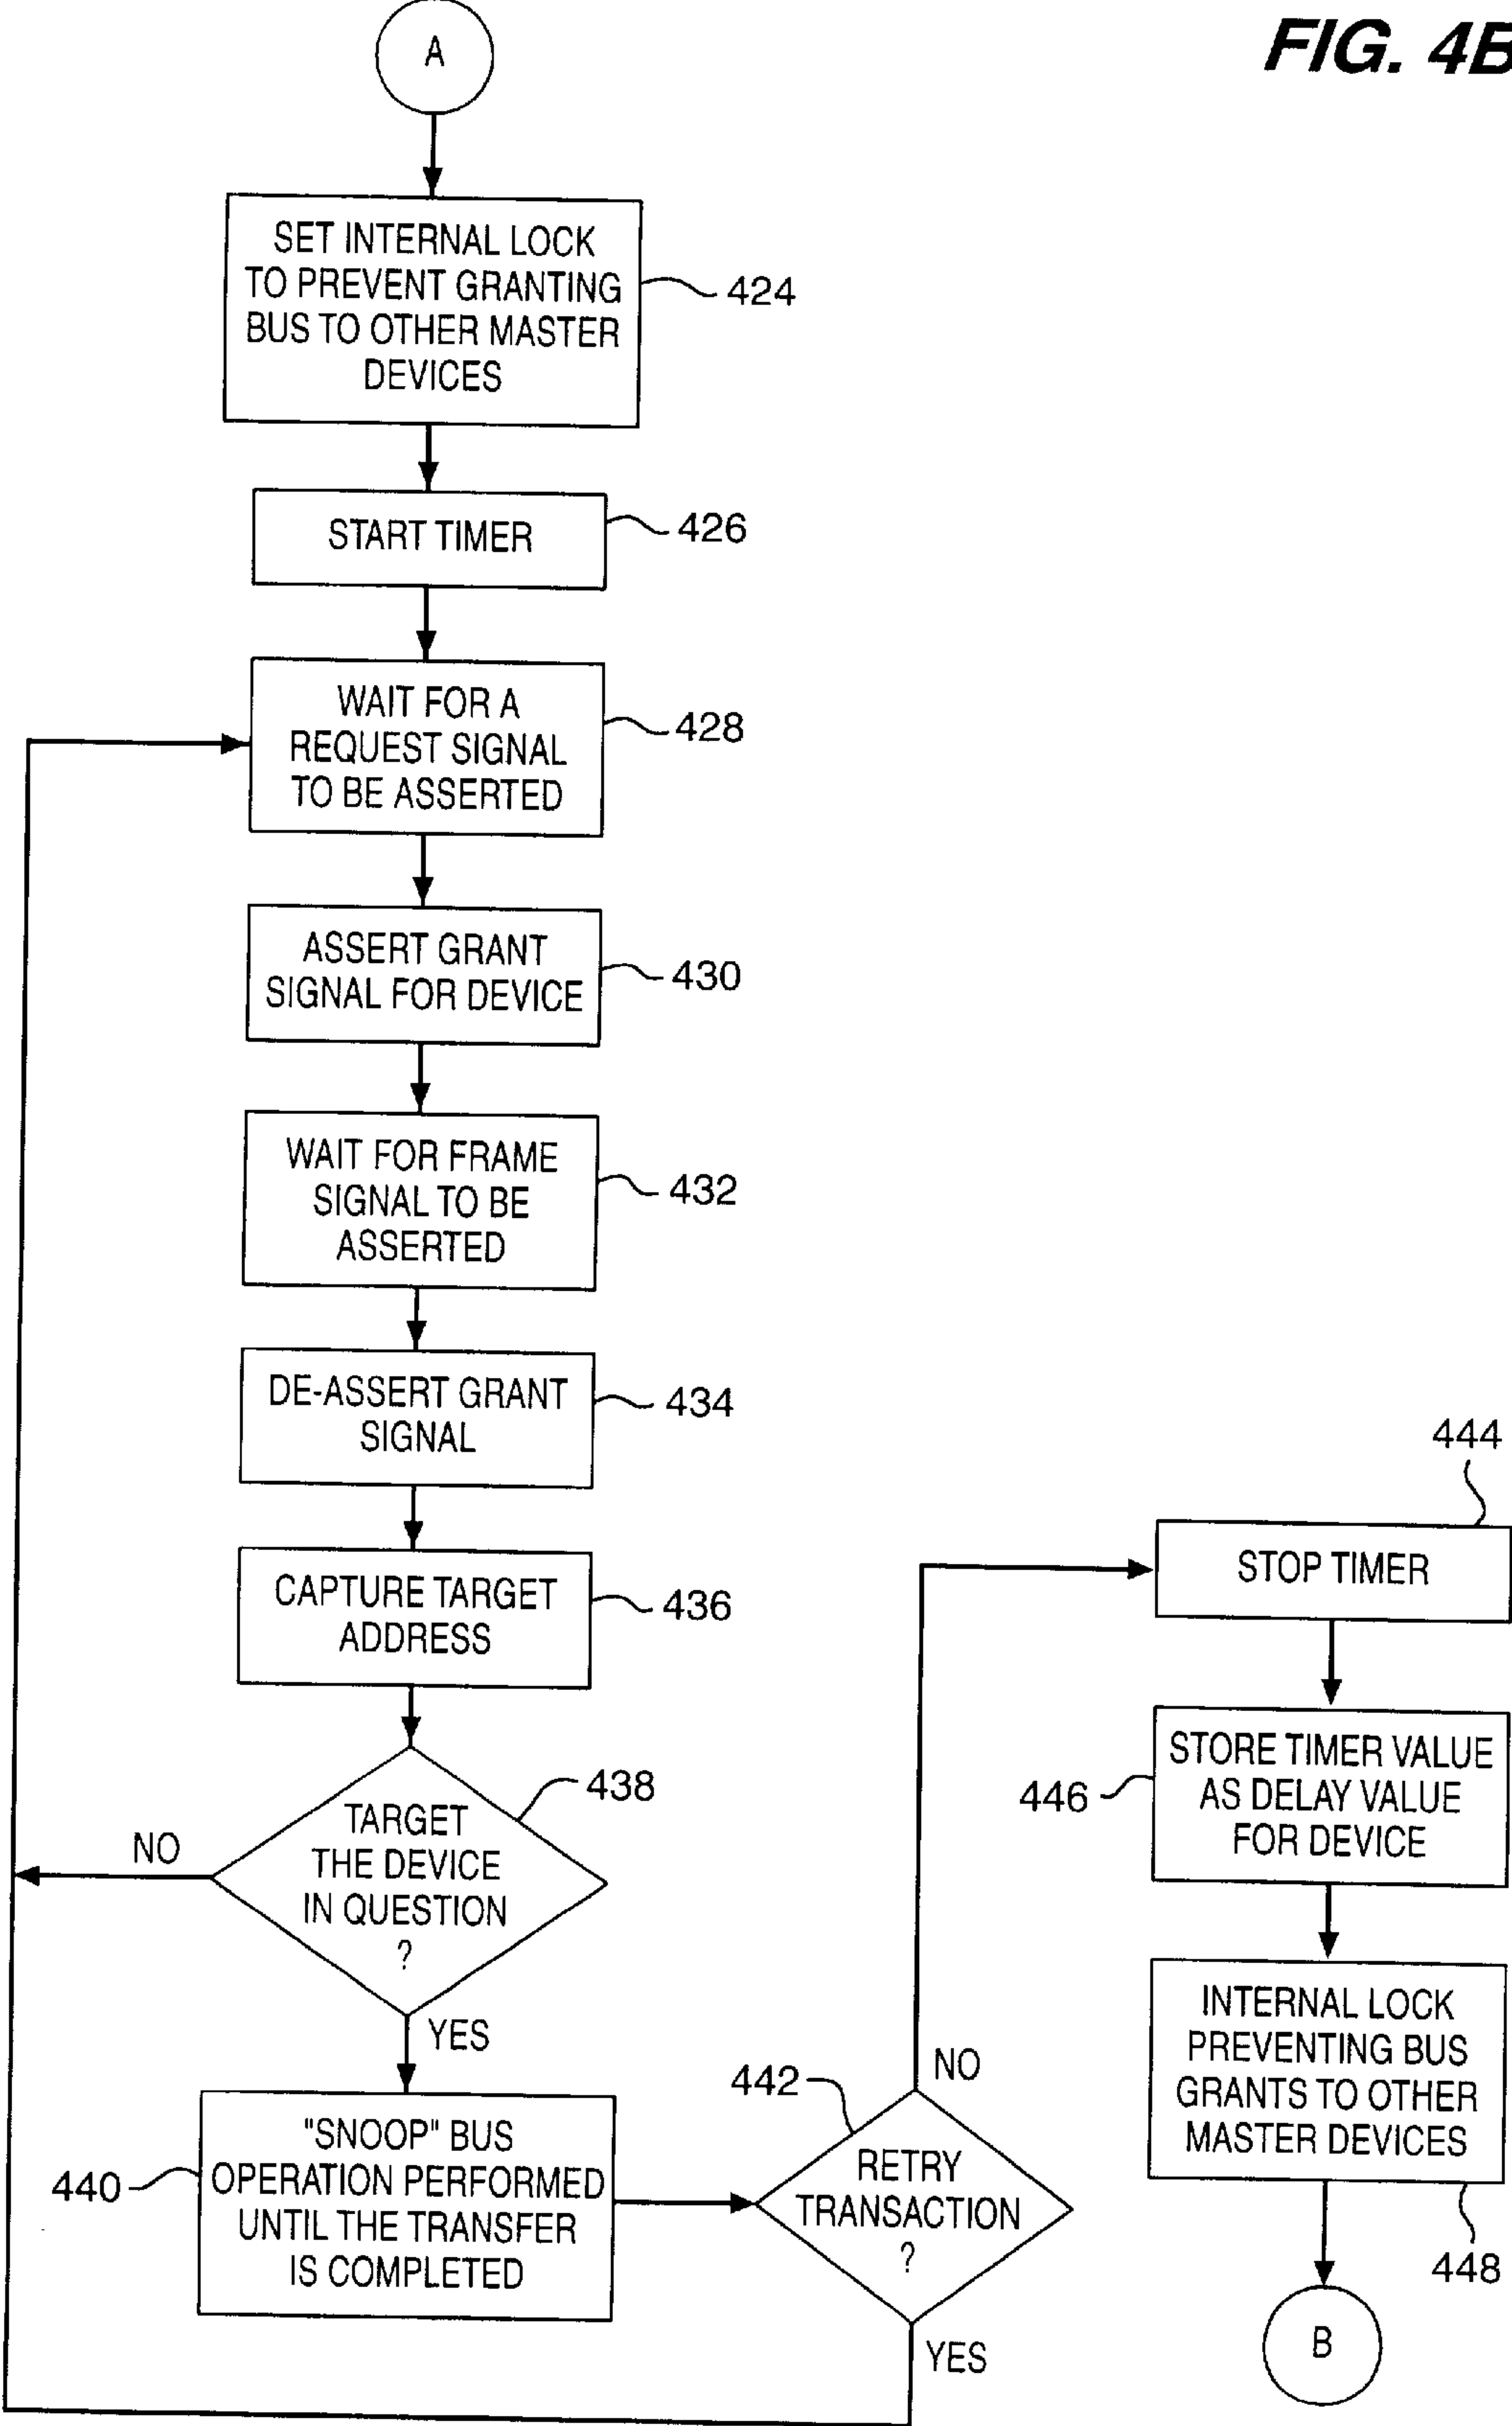 FIG. 4B
A
SET INTERNAL LOCK
TO PREVENT GRANTING
BUS TO OTHER MASTER
DEVICES
424
START TIMER
426
WAIT FOR A
REQUEST SIGNAL
TO BE ASSERTED
428
ASSERT GRANT
SIGNAL FOR DEVICE
430
WAIT FOR FRAME
SIGNAL TO BE
ASSERTED
432
DE-ASSERT GRANT
SIGNAL
434
CAPTURE TARGET
ADDRESS
436
TARGET
THE DEVICE
IN QUESTION
?
438
NO
YES
"SNOOP" BUS
OPERATION PERFORMED
UNTIL THE TRANSFER
IS COMPLETED
440
RETRY
TRANSACTION
?
442
NO
YES
444
STOP TIMER
STORE TIMER VALUE
AS DELAY VALUE
FOR DEVICE
446
INTERNAL LOCK
PREVENTING BUS
GRANTS TO OTHER
MASTER DEVICES
448
B